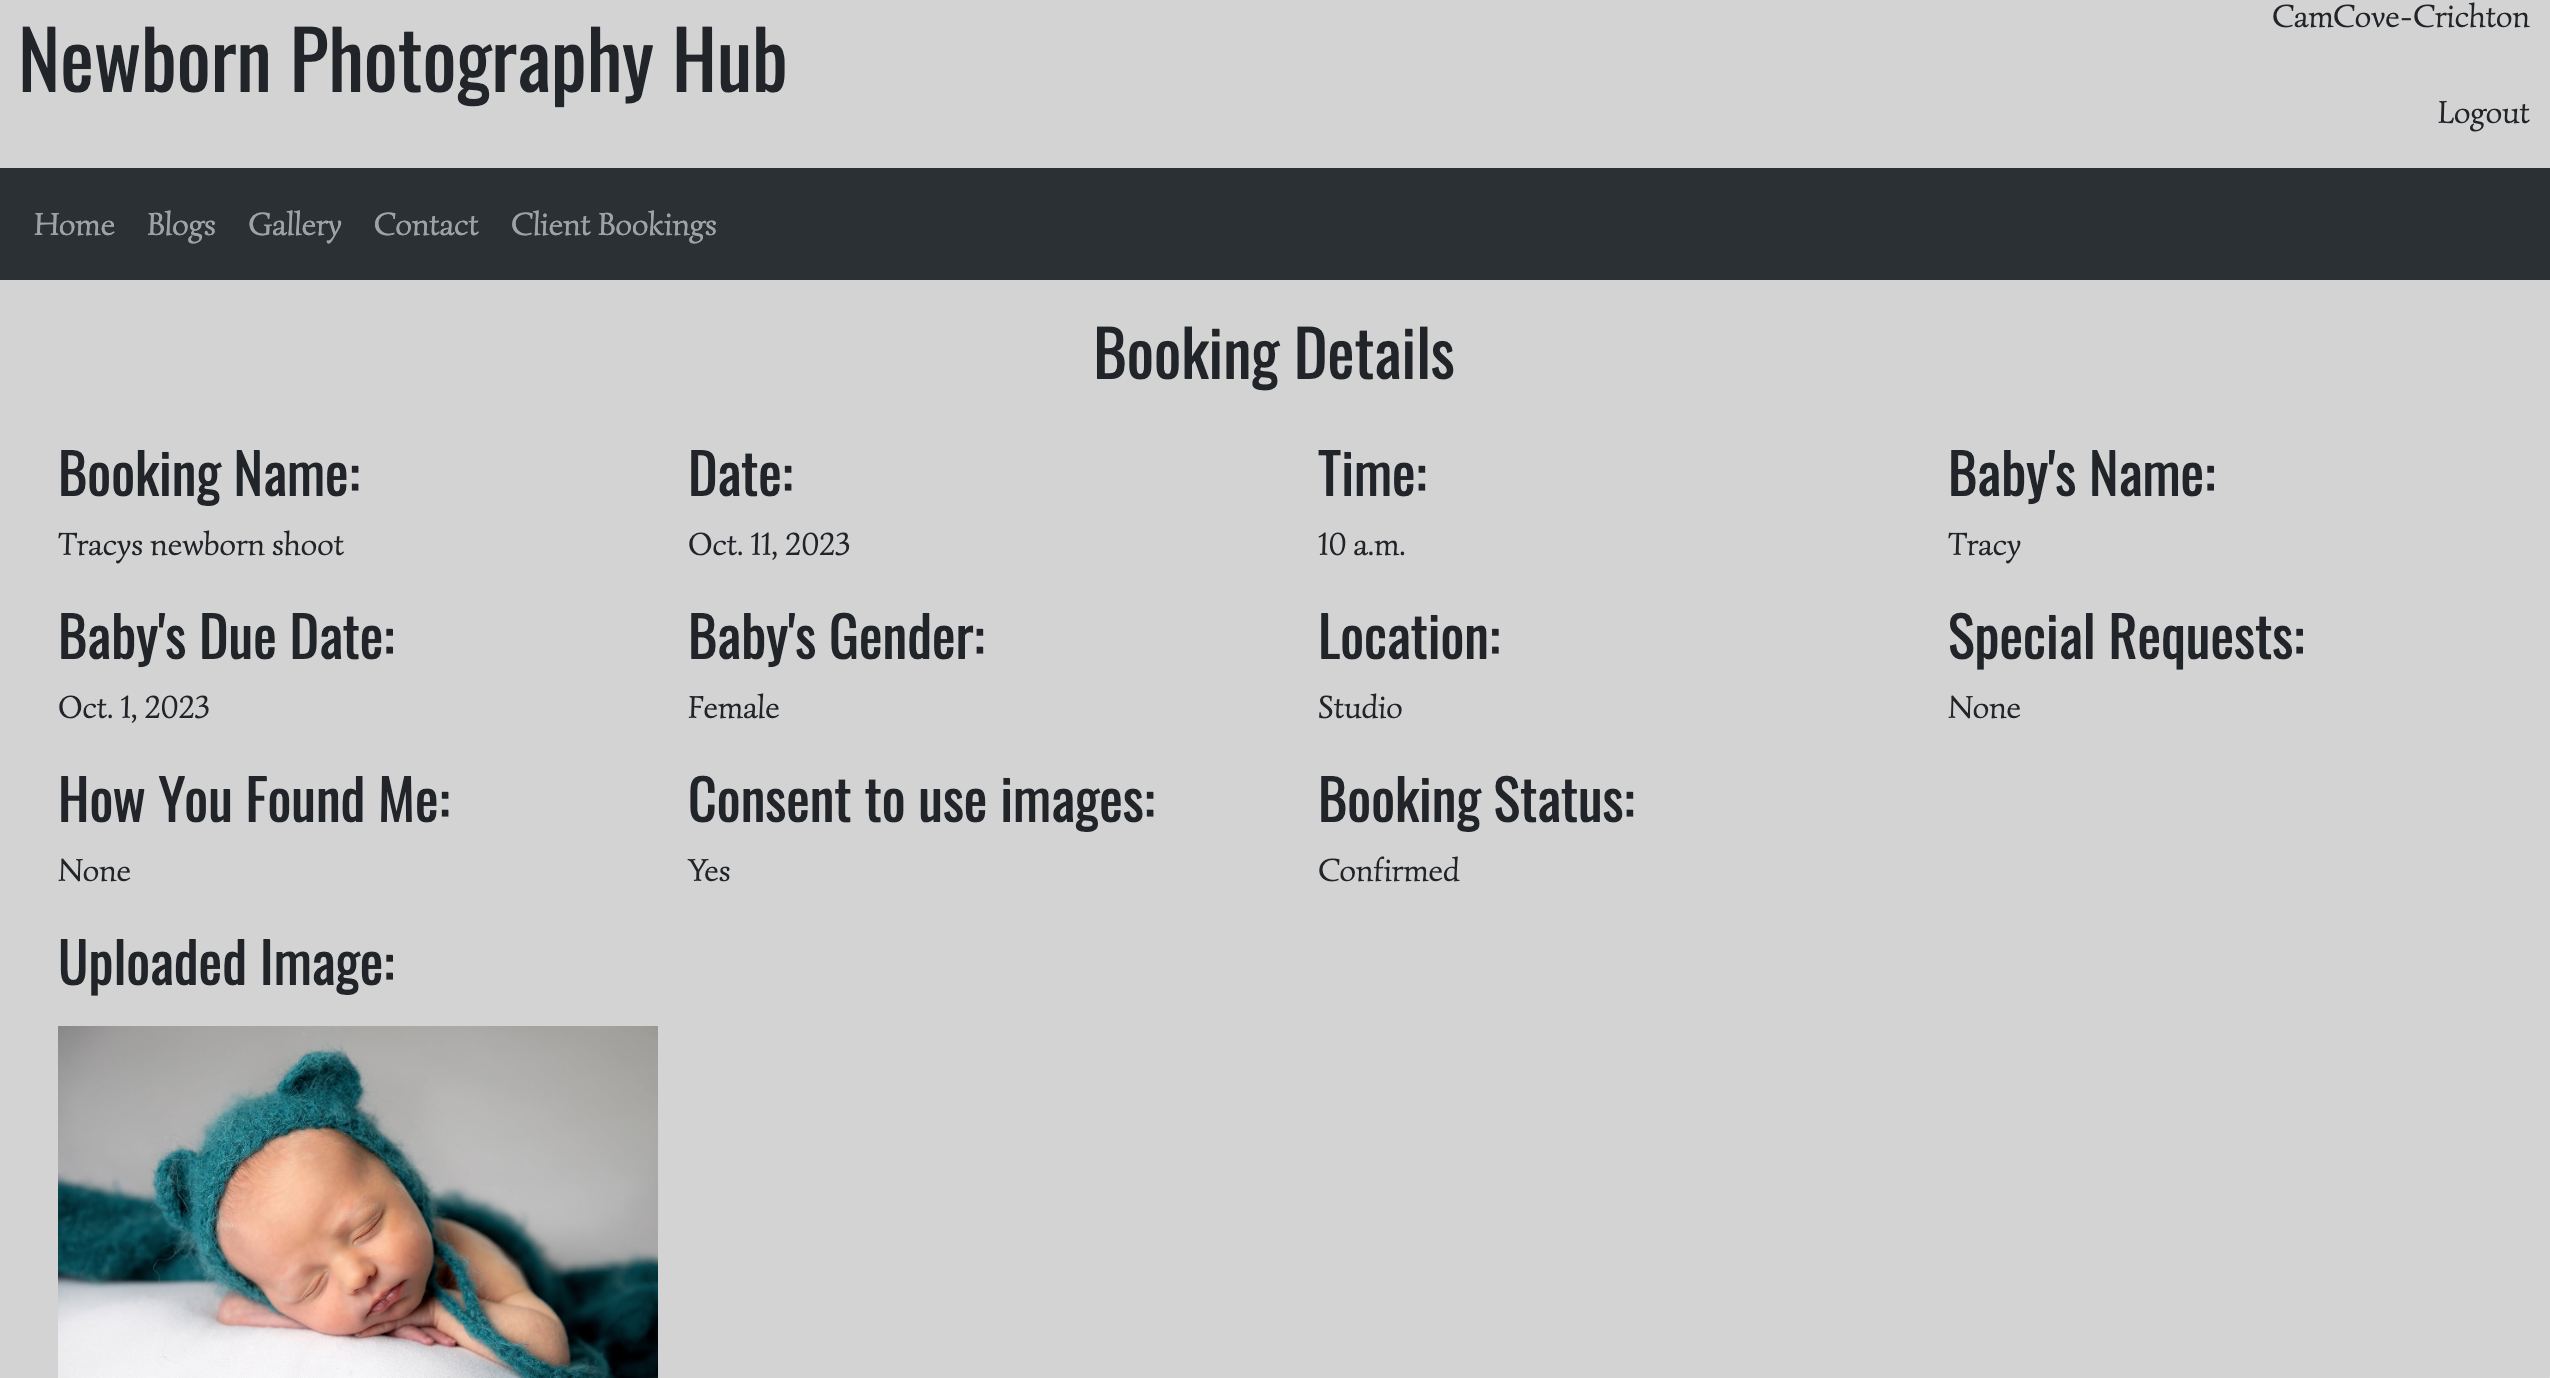 Newborn Photography Hub
CamCove-Crichton
Logout
Home Blogs Gallery Contact Client Bookings
Booking Details
Booking Name: Date: Time: Baby's Name:
Tracys newborn shoot Oct. 11, 2023 10 a.m. Tracy
Baby's Due Date: Baby's Gender: Location: Special Requests:
Oct. 1, 2023 Female Studio None
How You Found Me: Consent to use images: Booking Status:
None Yes Confirmed
Uploaded Image: